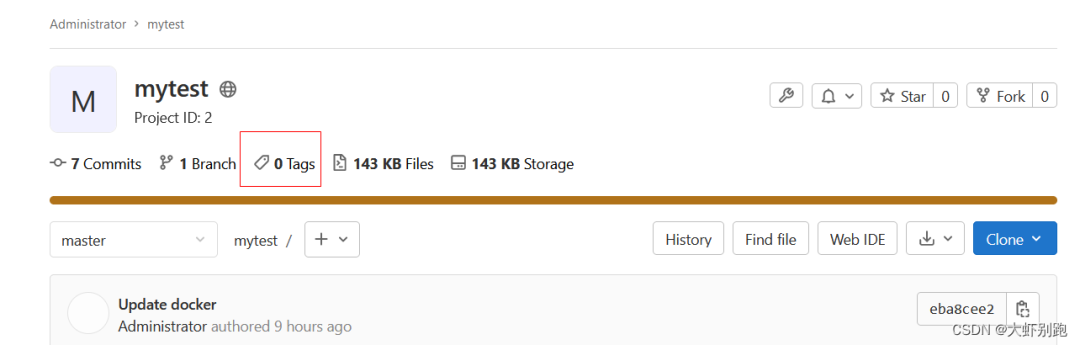 Administrator > mytest
M
mytest
Project ID: 2
Star 0 Fork 0
7 Commits 1 Branch 0 Tags 143 KB Files 143 KB Storage
master mytest / + History Find file Web IDE Clone
Update docker
Administrator authored 9 hours ago
eba8cee2
CSDN @大虾别跑